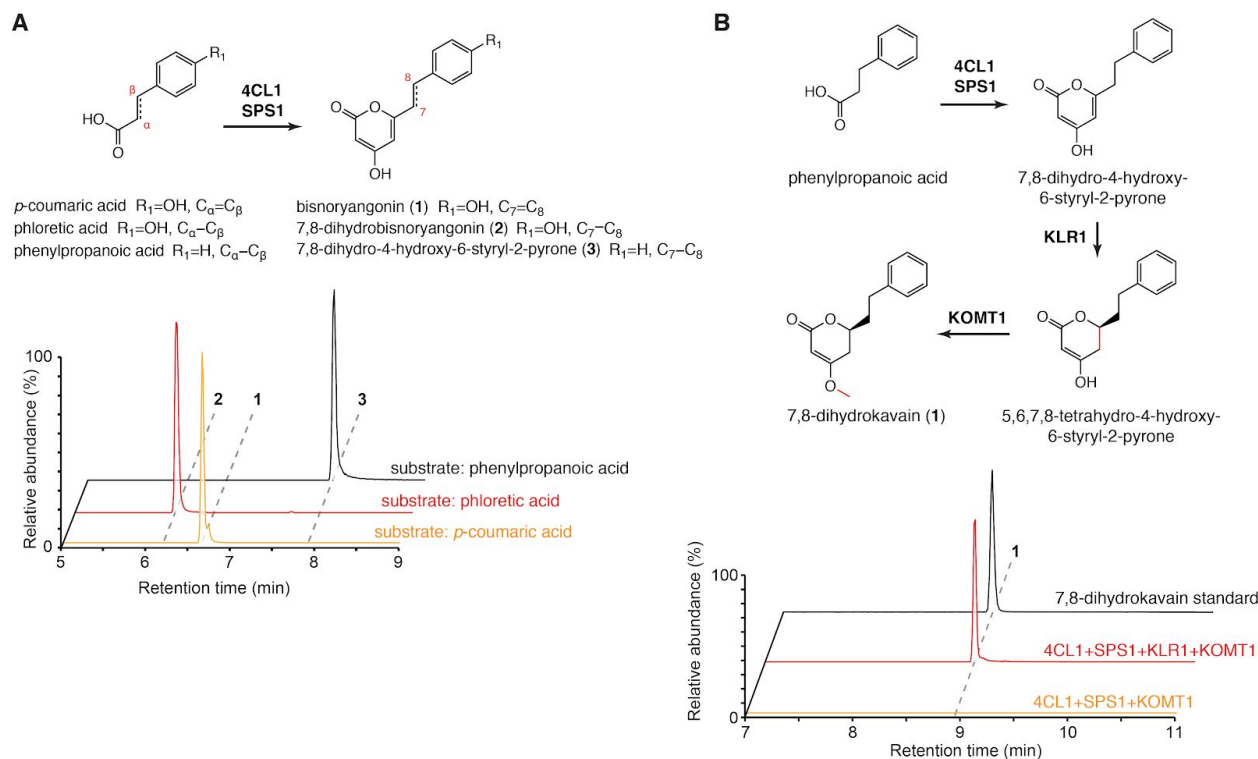 A
R₁
β
α
HO
O
4CL1
SPS1
R₁
8
7
O
O
OH
p-coumaric acid R₁=OH, Cα=Cβ
phloretic acid R₁=OH, Cα–Cβ
phenylpropanoic acid R₁=H, Cα–Cβ
bisnoryangonin (1) R₁=OH, C₇=C₈
7,8-dihydrobisnoryangonin (2) R₁=OH, C₇–C₈
7,8-dihydro-4-hydroxy-6-styryl-2-pyrone (3) R₁=H, C₇–C₈
100
0
Relative abundance (%)
2
1
3
substrate: phenylpropanoic acid
substrate: phloretic acid
substrate: p-coumaric acid
5
6
7
8
9
Retention time (min)
B
HO
O
phenylpropanoic acid
4CL1
SPS1
O
O
OH
7,8-dihydro-4-hydroxy-
6-styryl-2-pyrone
KLR1
O
O
OH
5,6,7,8-tetrahydro-4-hydroxy-
6-styryl-2-pyrone
KOMT1
O
O
O
7,8-dihydrokavain (1)
100
0
Relative abundance (%)
1
7,8-dihydrokavain standard
4CL1+SPS1+KLR1+KOMT1
4CL1+SPS1+KOMT1
7
8
9
10
11
Retention time (min)